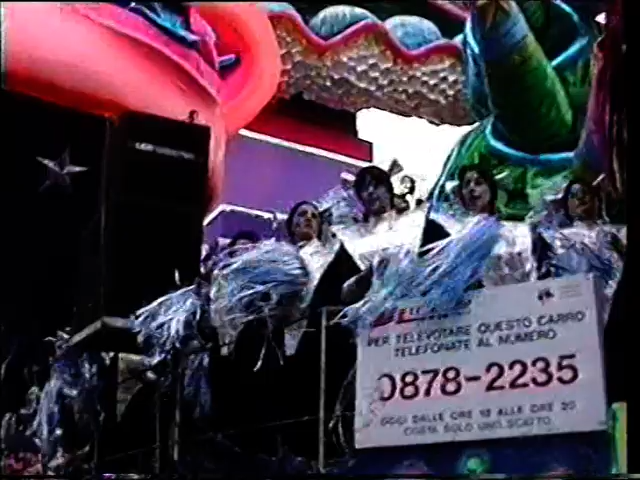 PER TELEVOTARE QUESTO CARRO
TELEFONATE AL NUMERO
0878-2235
OGGI DALLE ORE 18 ALLE ORE 20
COSTA SOLO UNO SCATTO